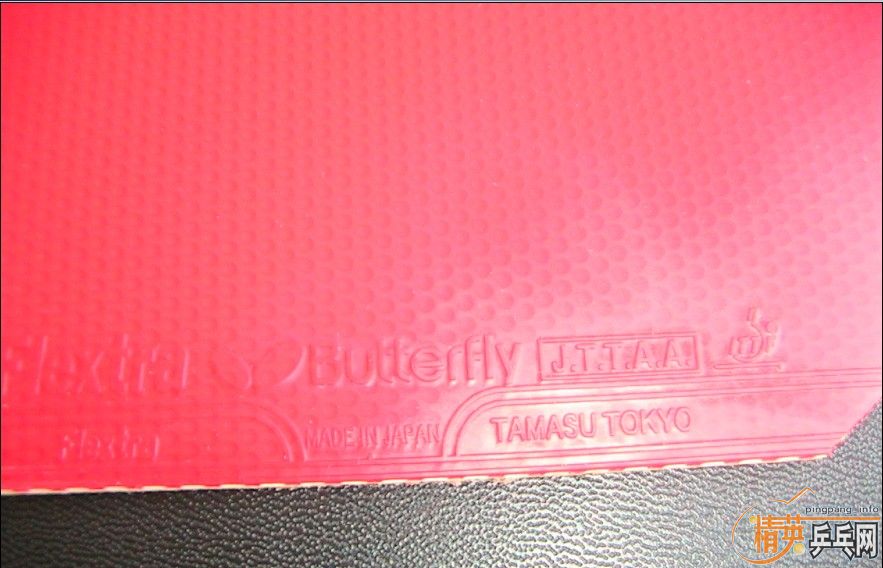 Flextra Butterfly J.T.T.A.A.
Flextra MADE IN JAPAN TAMASU TOKYO
pingpang.info
精英乒乓网